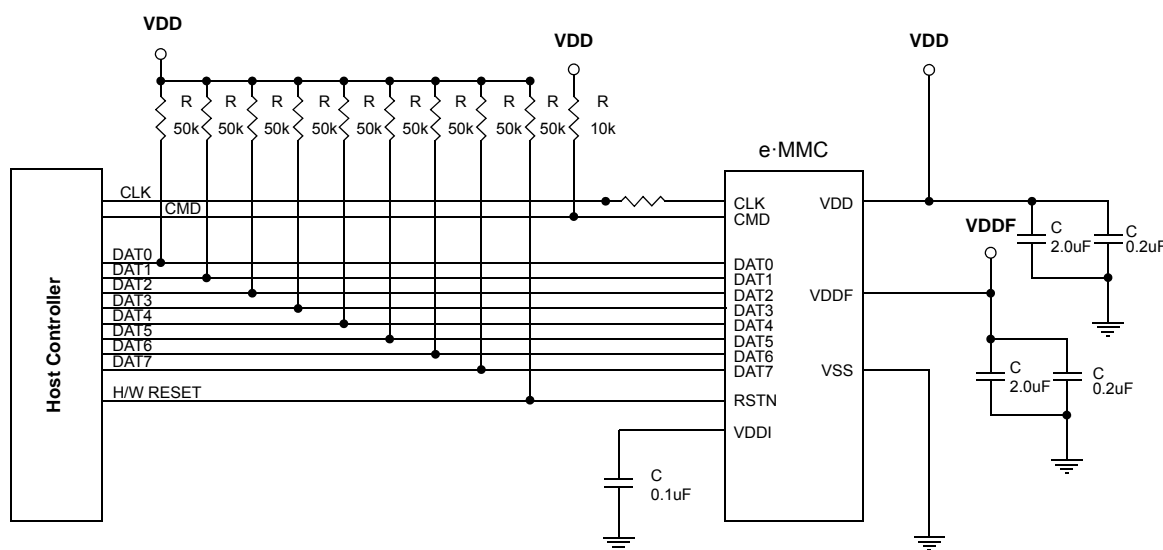 VDD
VDD
VDD
R R R R R R R R R R
50k 50k 50k 50k 50k 50k 50k 50k 50k 10k
e·MMC
Host Controller
CLK
CMD
DAT0
DAT1
DAT2
DAT3
DAT4
DAT5
DAT6
DAT7
H/W RESET
CLK
CMD
DAT0
DAT1
DAT2
DAT3
DAT4
DAT5
DAT6
DAT7
RSTN
VDDI
VDD
VDDF
VSS
VDDF
C
2.0uF
C
0.2uF
C
2.0uF
C
0.2uF
C
0.1uF